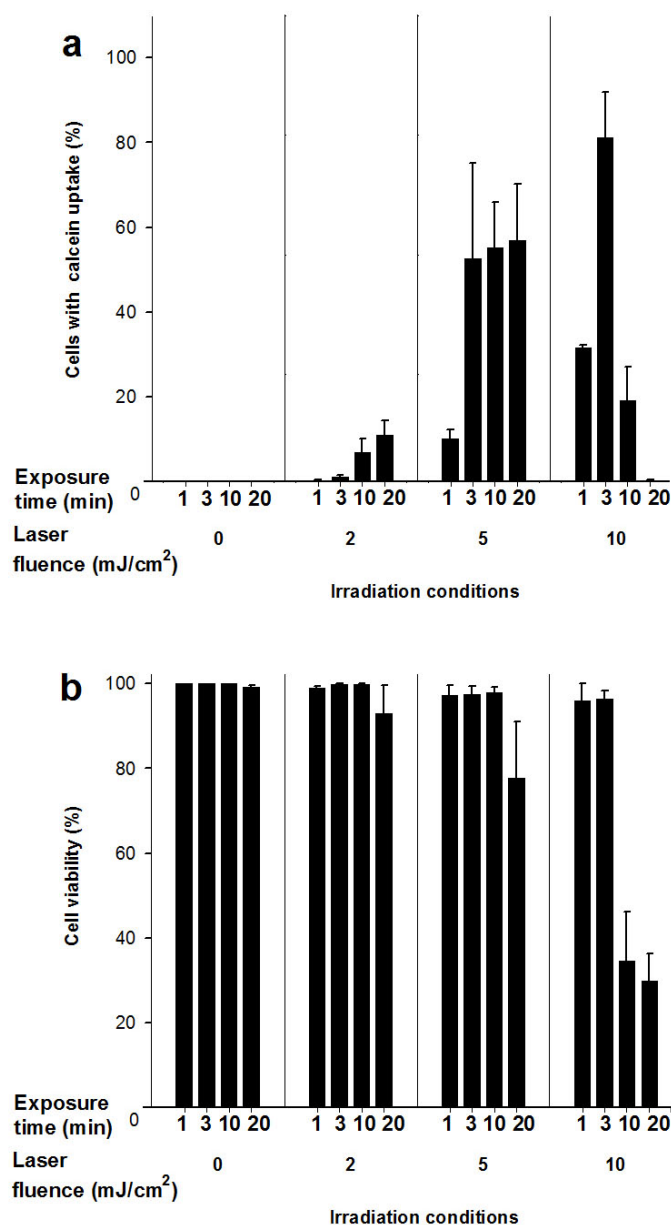 a
100
80
60
40
20
0
Cells with calcein uptake (%)
Exposure
time (min)
1 3 10 20 1 3 10 20 1 3 10 20 1 3 10 20
Laser
fluence (mJ/cm²)
0 2 5 10
Irradiation conditions
b
100
80
60
40
20
0
Cell viability (%)
Exposure
time (min)
1 3 10 20 1 3 10 20 1 3 10 20 1 3 10 20
Laser
fluence (mJ/cm²)
0 2 5 10
Irradiation conditions